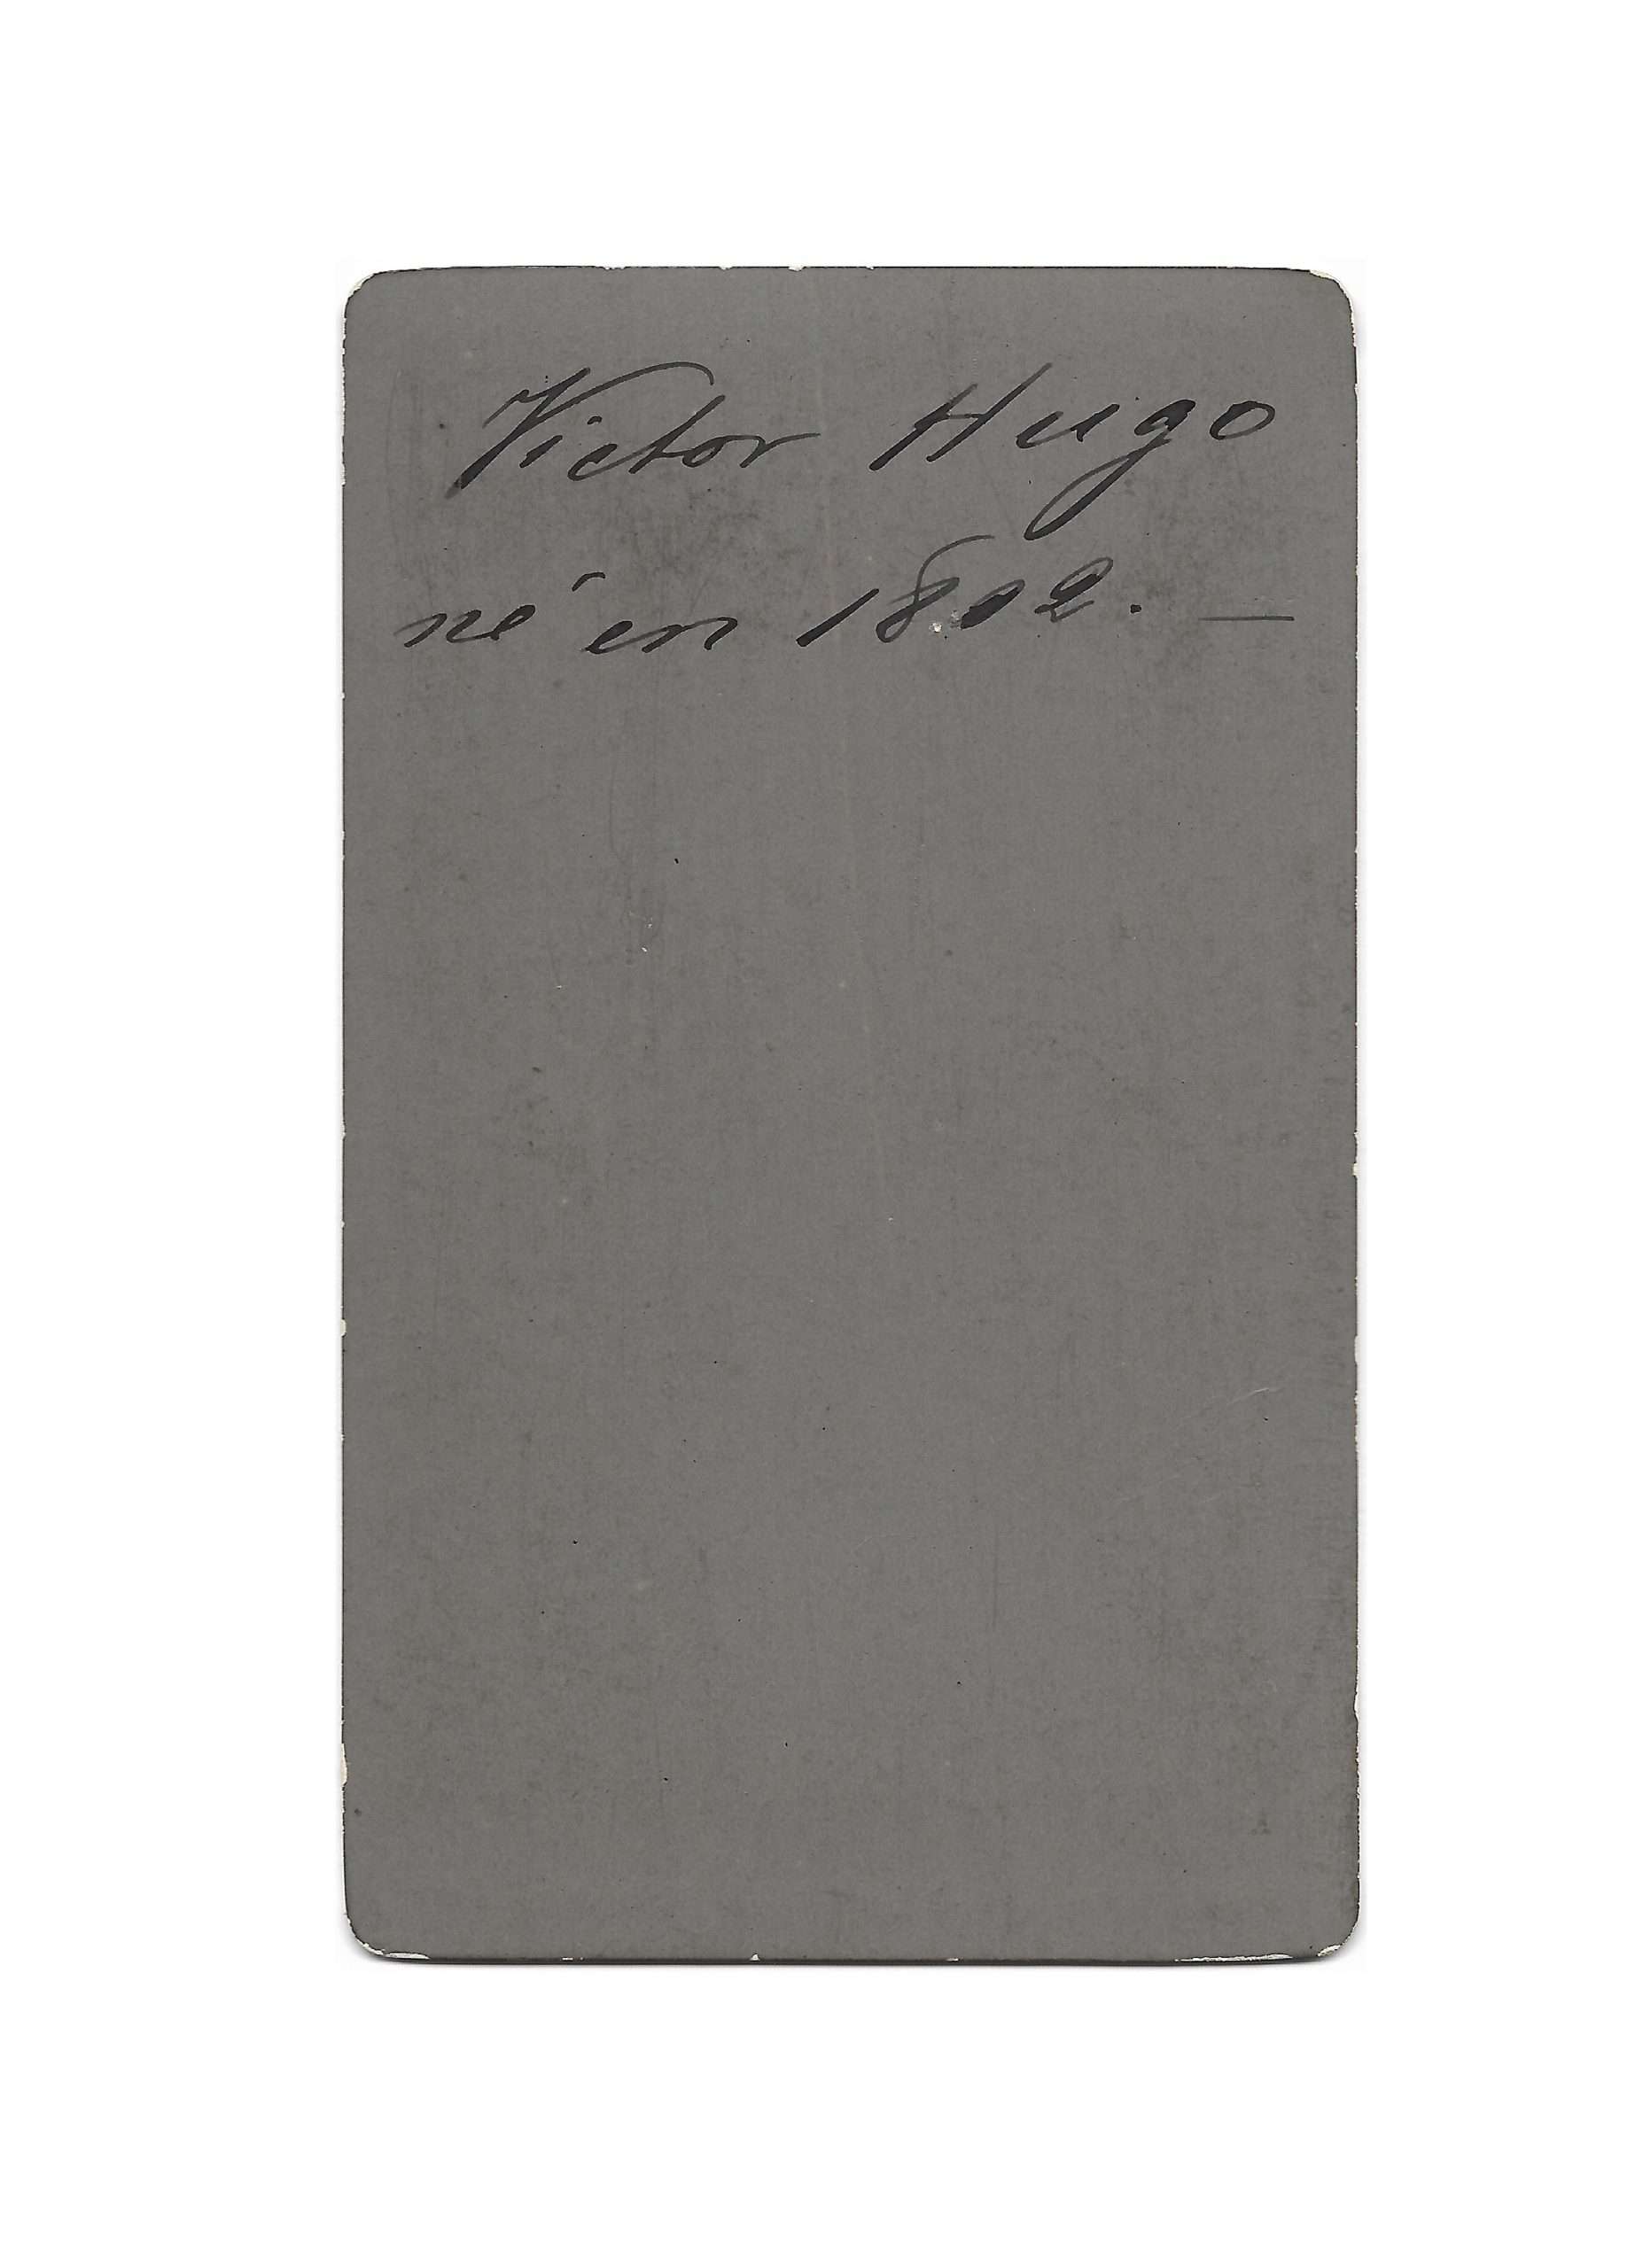 Victor Hugo
né en 1802. —